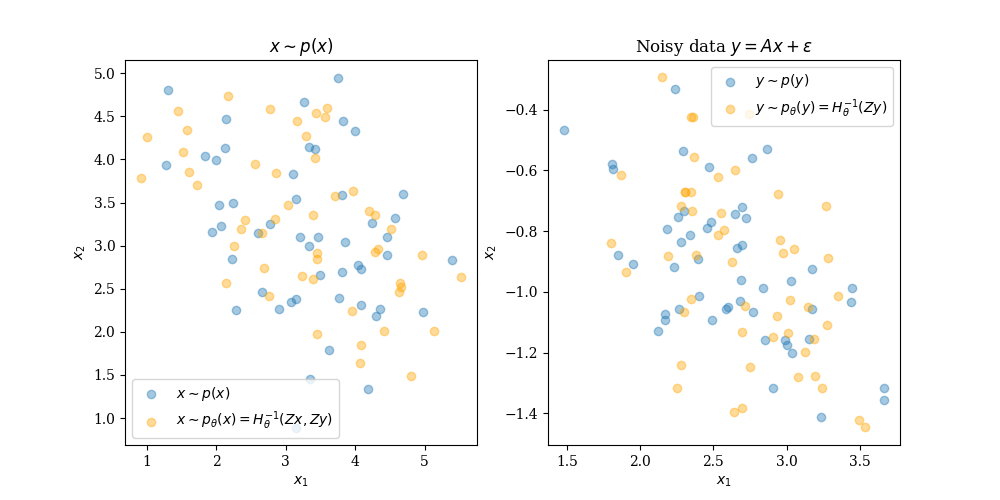 x ∼ p(x)
5.0
4.5
4.0
3.5
3.0
2.5
2.0
1.5
1.0
x₂
1 2 3 4 5
x₁
x ∼ p(x)
x ∼ p_θ(x) = H_θ⁻¹(Zx, Zy)
Noisy data y = Ax + ε
−0.4
−0.6
−0.8
−1.0
−1.2
−1.4
x₂
1.5 2.0 2.5 3.0 3.5
x₁
y ∼ p(y)
y ∼ p_θ(y) = H_θ⁻¹(Zy)